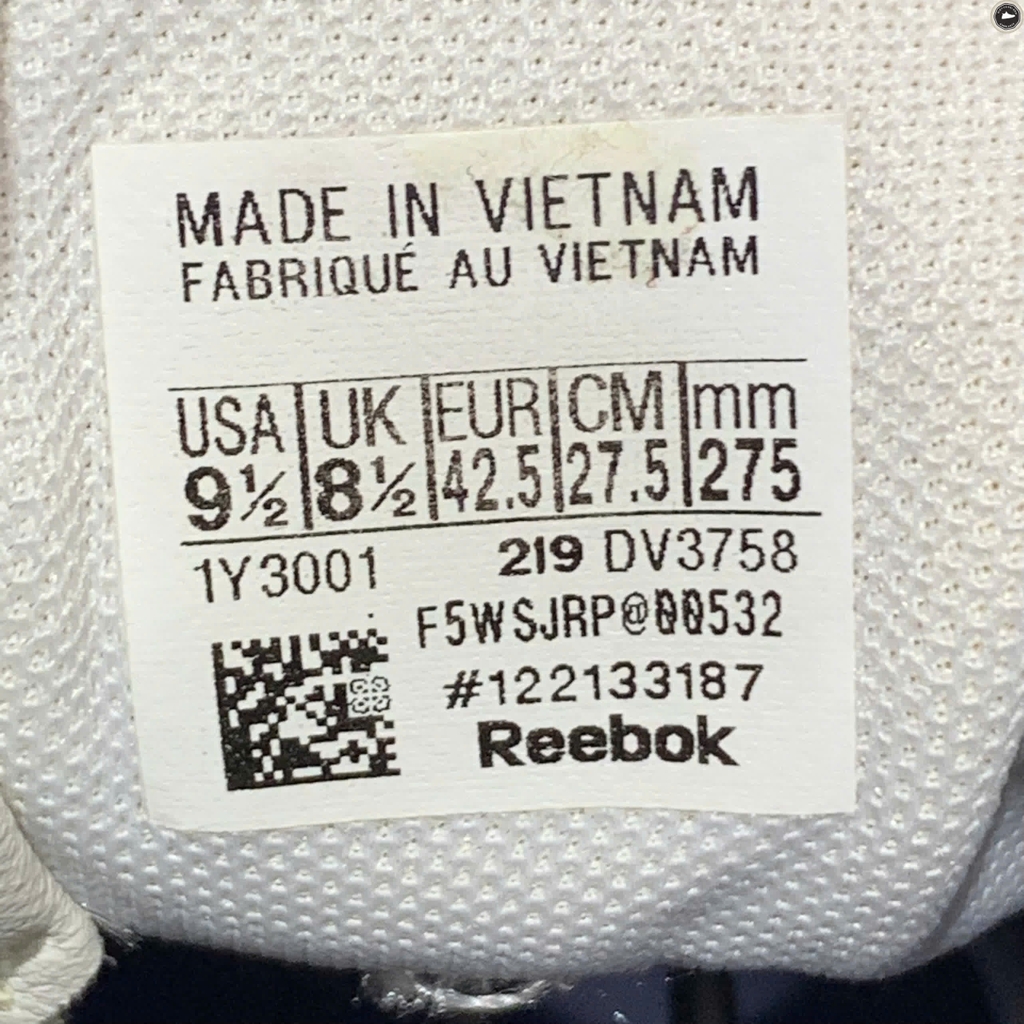 MADE IN VIETNAM
FABRIQUÉ AU VIETNAM
USA UK EUR CM mm
9½ 8½ 42.5 27.5 275
1Y3001 219 DV3758
F5WSJRP@00532
#122133187
Reebok